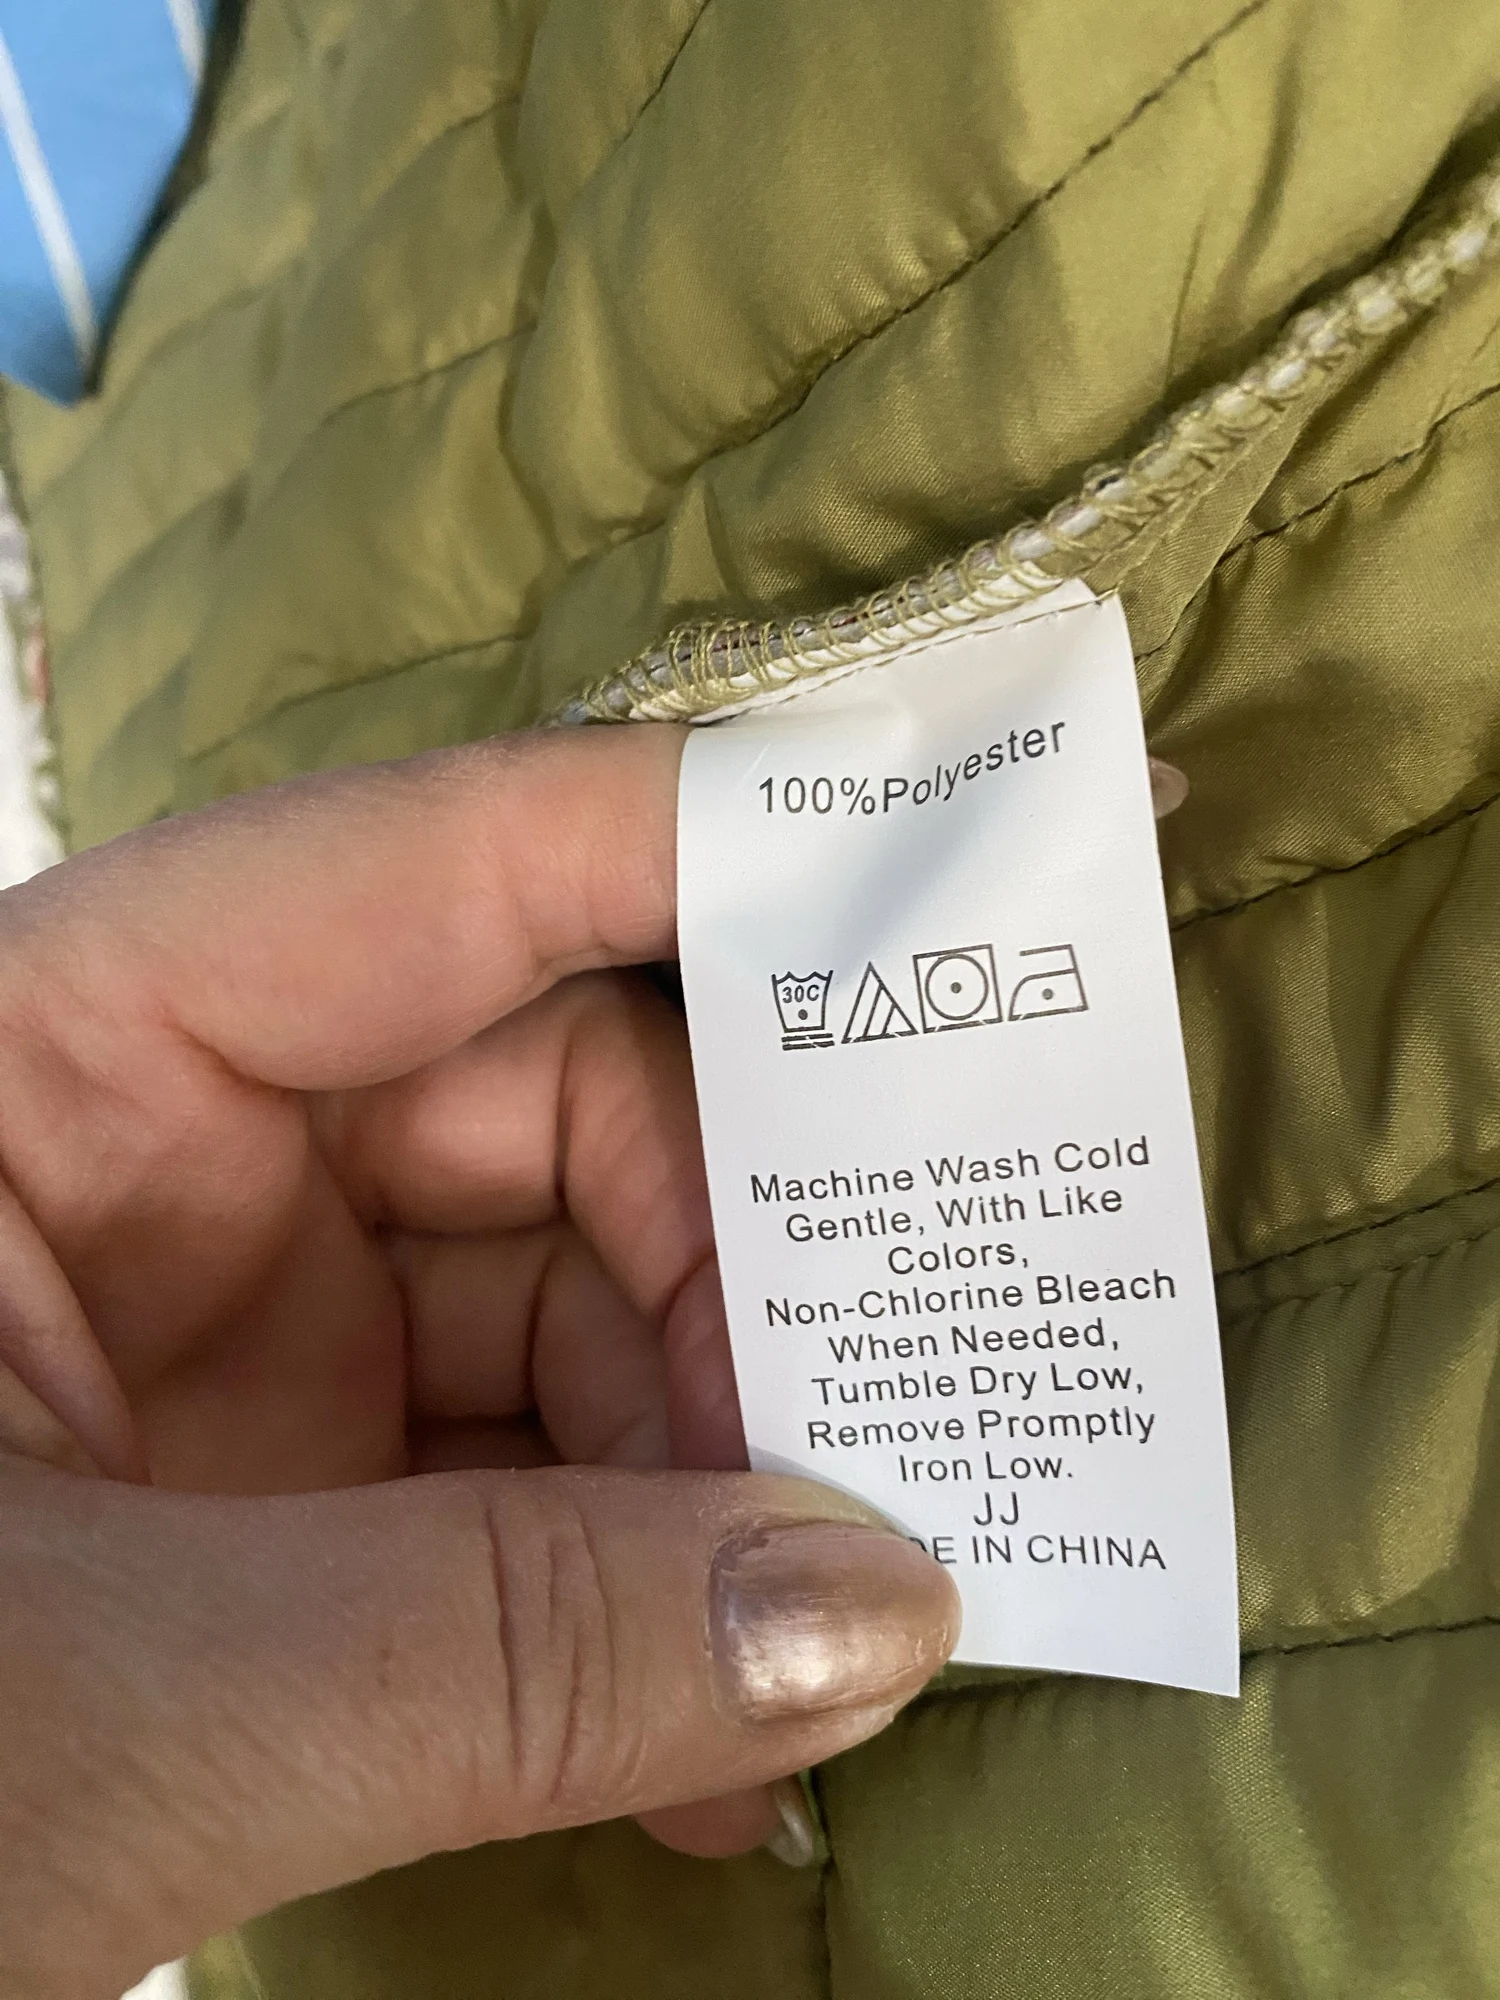 100%Polyester
30C
Machine Wash Cold
Gentle, With Like
Colors,
Non-Chlorine Bleach
When Needed,
Tumble Dry Low,
Remove Promptly
Iron Low.
JJ
IN CHINA